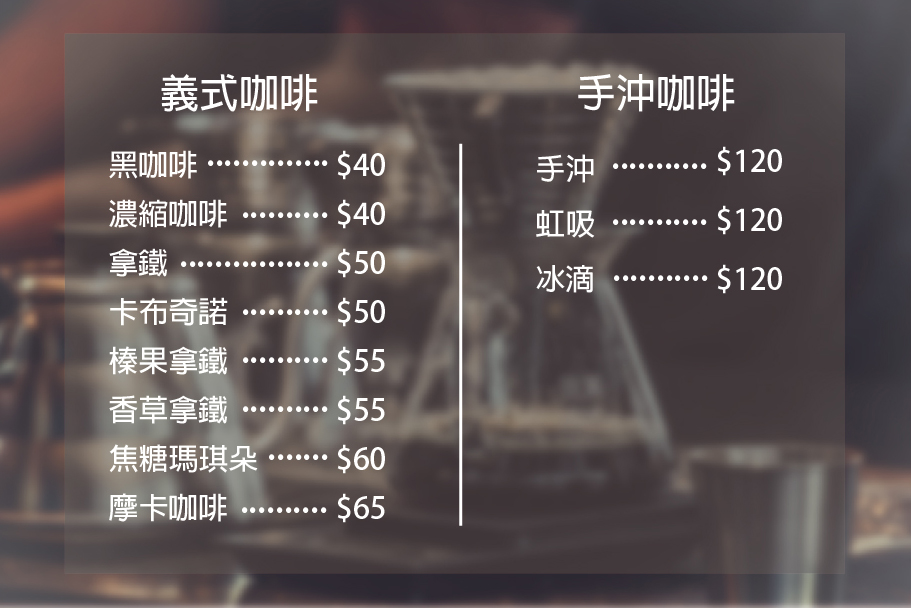 義式咖啡
黑咖啡 ·············· $40
濃縮咖啡 ·········· $40
拿鐵 ················· $50
卡布奇諾 ·········· $50
榛果拿鐵 ·········· $55
香草拿鐵 ·········· $55
焦糖瑪琪朵 ······· $60
摩卡咖啡 ·········· $65
手沖咖啡
手沖 ··········· $120
虹吸 ··········· $120
冰滴 ··········· $120